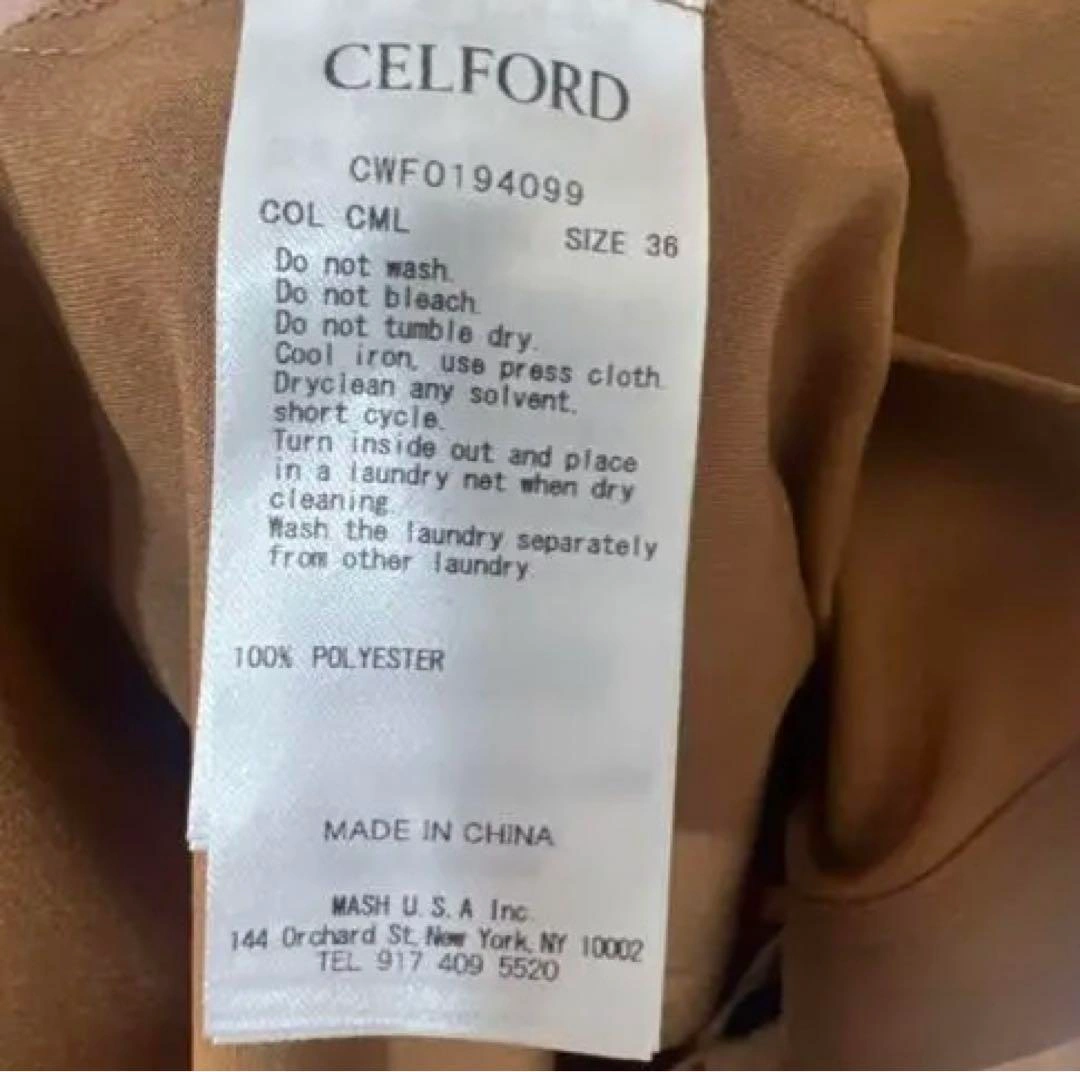 CELFORD
CWF0194099
COL CML
SIZE 36
Do not wash.
Do not bleach.
Do not tumble dry.
Cool iron, use press cloth.
Dryclean any solvent,
short cycle.
Turn inside out and place
in a laundry net when dry
cleaning.
Wash the laundry separately
from other laundry.
100% POLYESTER
MADE IN CHINA
MASH U.S.A Inc.
144 Orchard St. New York, NY 10002
TEL 917 409 5520